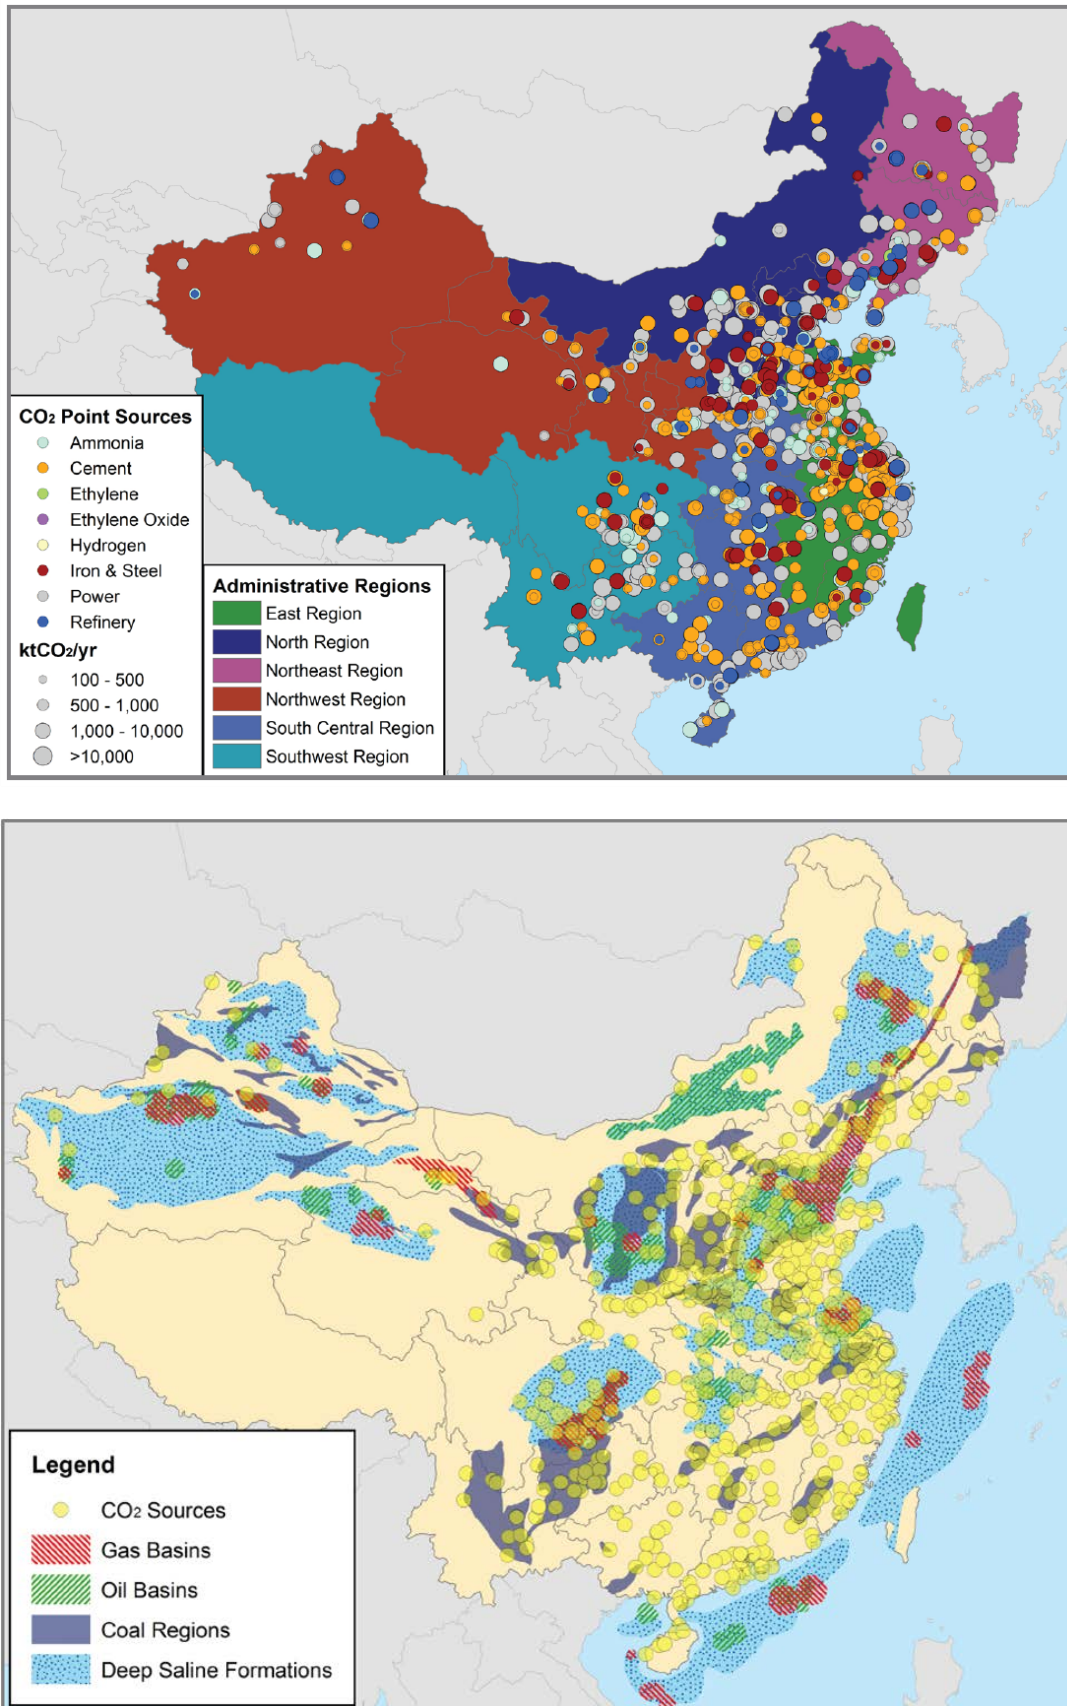 CO2 Point Sources
Ammonia
Cement
Ethylene
Ethylene Oxide
Hydrogen
Iron & Steel
Power
Refinery
ktCO2/yr
100 - 500
500 - 1,000
1,000 - 10,000
>10,000
Administrative Regions
East Region
North Region
Northeast Region
Northwest Region
South Central Region
Southwest Region
Legend
CO2 Sources
Gas Basins
Oil Basins
Coal Regions
Deep Saline Formations